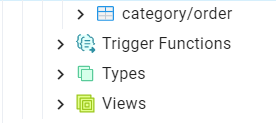 category/order
Trigger Functions
Types
Views